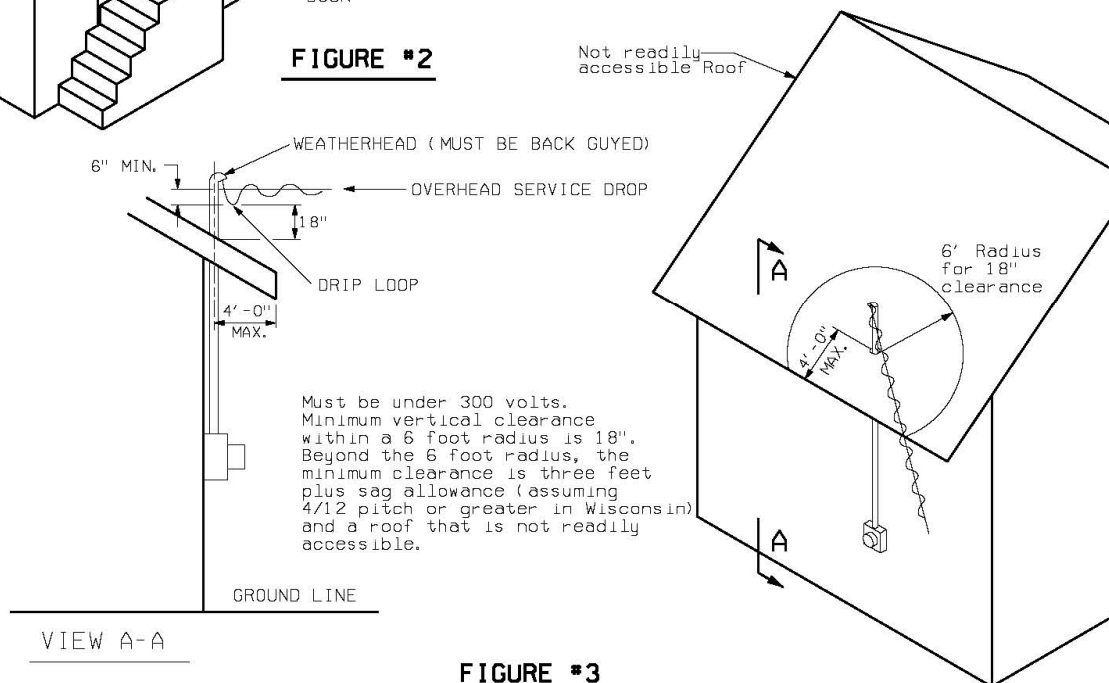 FIGURE #2
Not readily
accessible Roof
WEATHERHEAD (MUST BE BACK GUYED)
6" MIN.
OVERHEAD SERVICE DROP
18"
DRIP LOOP
4'-0"
MAX.
A
6' Radius
for 18"
clearance
4'-0"
MAX.
Must be under 300 volts.
Minimum vertical clearance
within a 6 foot radius is 18".
Beyond the 6 foot radius, the
minimum clearance is three feet
plus sag allowance (assuming
4/12 pitch or greater in Wisconsin)
and a roof that is not readily
accessible.
A
GROUND LINE
VIEW A-A
FIGURE #3